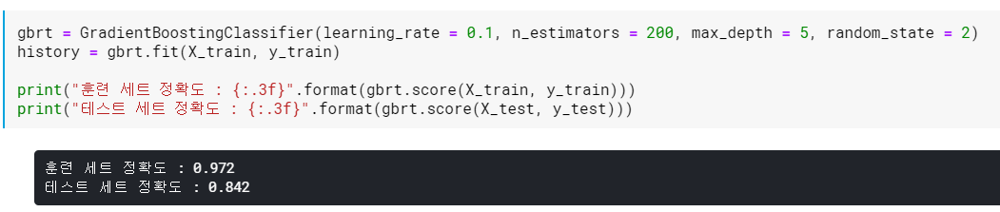 gbrt = GradientBoostingClassifier(learning_rate = 0.1, n_estimators = 200, max_depth = 5, random_state = 2)
history = gbrt.fit(X_train, y_train)
print("훈련 세트 정확도 : {:.3f}".format(gbrt.score(X_train, y_train)))
print("테스트 세트 정확도 : {:.3f}".format(gbrt.score(X_test, y_test)))
훈련 세트 정확도 : 0.972
테스트 세트 정확도 : 0.842